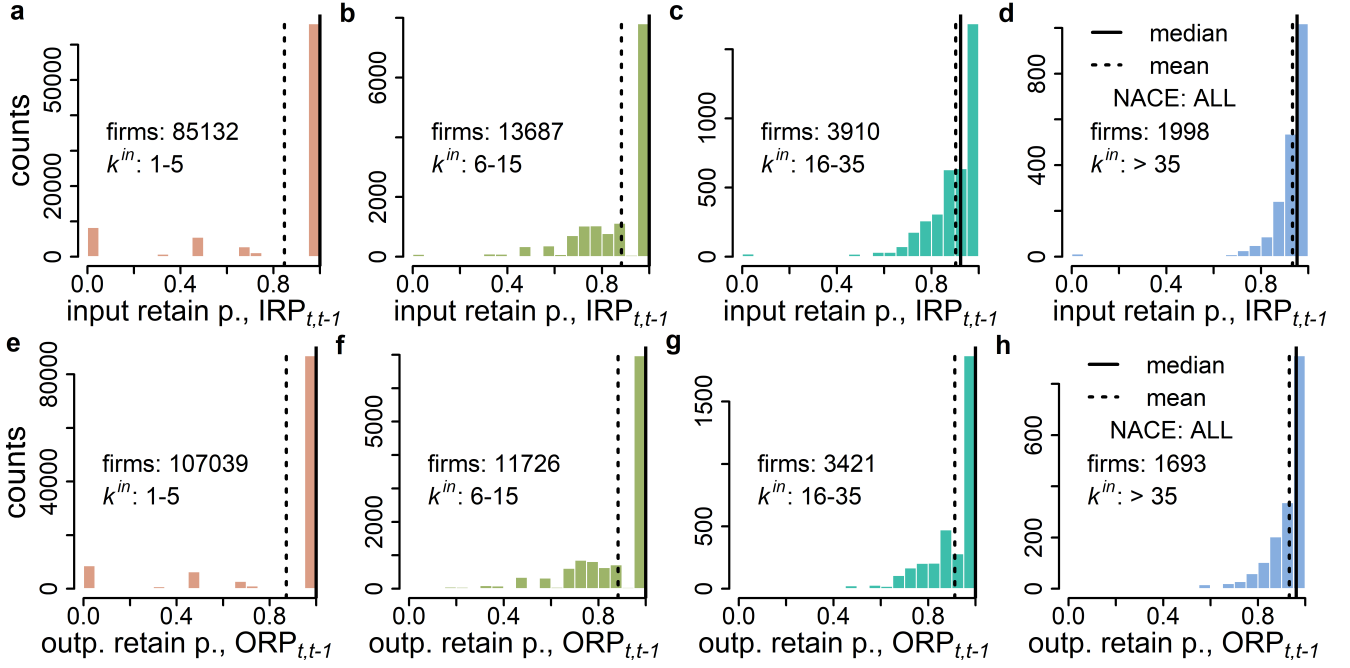 a
counts
0
20000
50000
firms: 85132
k^in: 1-5
0.0 0.4 0.8
input retain p., IRP_t,t-1
b
0
2000
6000
firms: 13687
k^in: 6-15
0.0 0.4 0.8
input retain p., IRP_t,t-1
c
0
500
1000
firms: 3910
k^in: 16-35
0.0 0.4 0.8
input retain p., IRP_t,t-1
d
0
400
800
median
mean
NACE: ALL
firms: 1998
k^in: > 35
0.0 0.4 0.8
input retain p., IRP_t,t-1
e
counts
0
40000
80000
firms: 107039
k^in: 1-5
0.0 0.4 0.8
outp. retain p., ORP_t,t-1
f
0
2000
5000
firms: 11726
k^in: 6-15
0.0 0.4 0.8
outp. retain p., ORP_t,t-1
g
0
500
1500
firms: 3421
k^in: 16-35
0.0 0.4 0.8
outp. retain p., ORP_t,t-1
h
0
200
600
median
mean
NACE: ALL
firms: 1693
k^in: > 35
0.0 0.4 0.8
outp. retain p., ORP_t,t-1